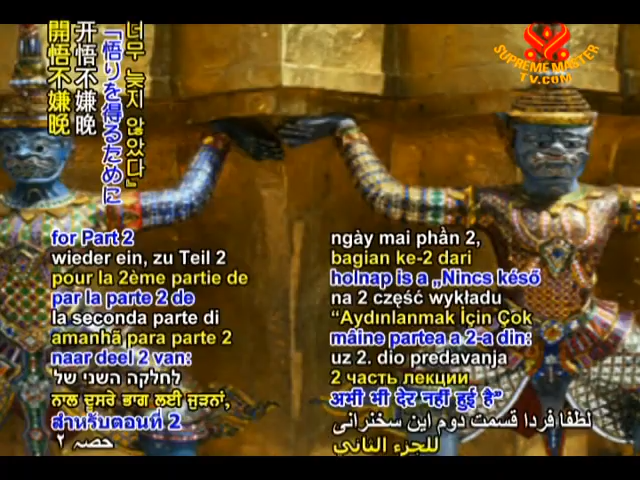 SUPREME MASTER
TV.COM
開悟不嫌晚
开悟不嫌晚
「悟りを得るために
너무 늦지 않았다』
for Part 2
wieder ein, zu Teil 2
pour la 2ème partie de
par la parte 2 de
la seconda parte di
amanhã para parte 2
naar deel 2 van:
לחלקה השני של
ਨਾਲ ਦੂਸਰੇ ਭਾਗ ਲਈ ਜੁੜਨਾਂ,
สำหรับตอนที่ 2
حصہ ۲
ngày mai phần 2,
bagian ke-2 dari
holnap is a „Nincs késő
na 2 część wykładu
“Aydınlanmak İçin Çok
mâine partea a 2-a din:
uz 2. dio predavanja
2 часть лекции
अभी भी देर नहीं हुई है”
لطفا فردا قسمت دوم این سخنرانی
للجزء الثاني